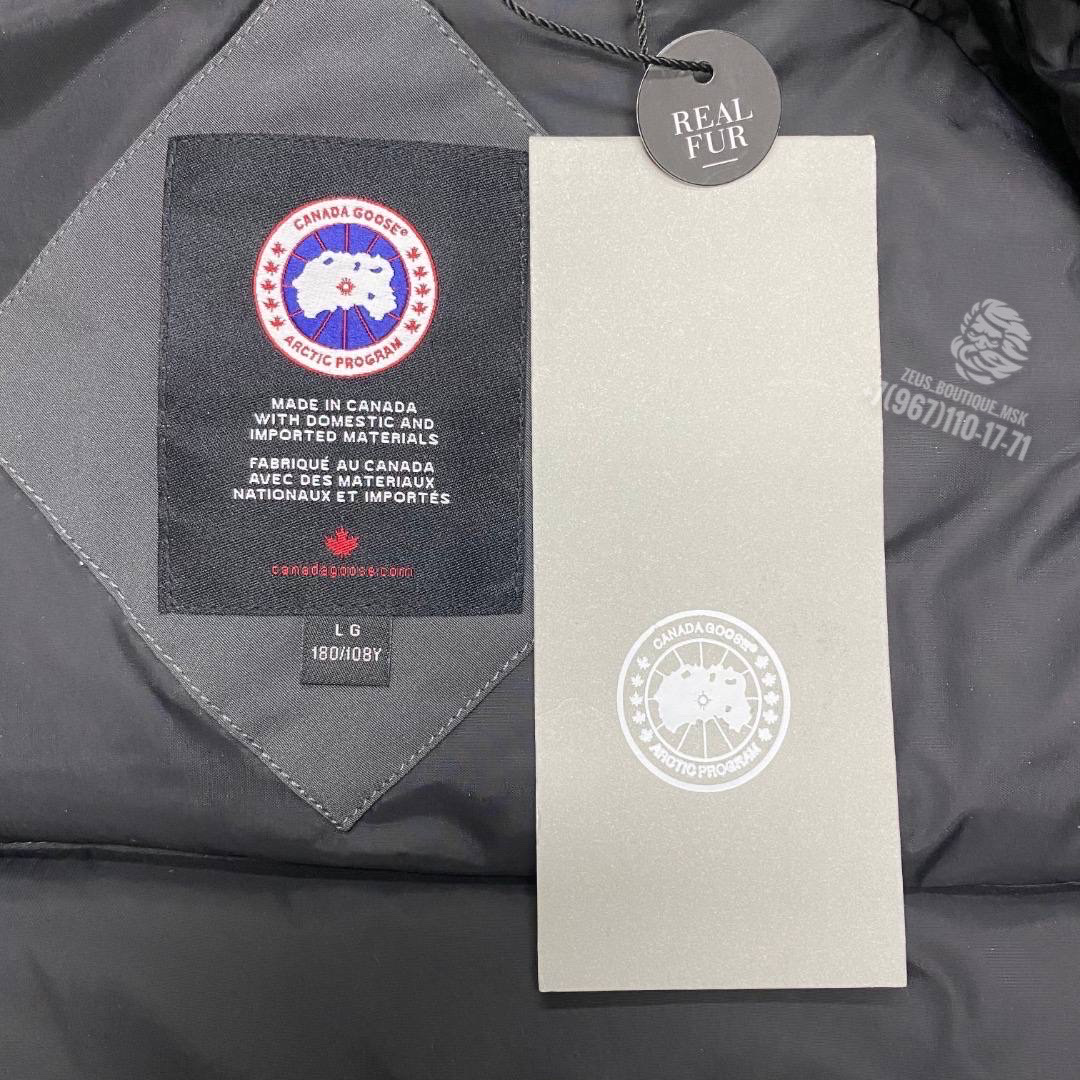 REAL
FUR
CANADA GOOSE®
ARCTIC PROGRAM
MADE IN CANADA
WITH DOMESTIC AND
IMPORTED MATERIALS
FABRIQUÉ AU CANADA
AVEC DES MATERIAUX
NATIONAUX ET IMPORTÉS
canadagoose.com
LG
180/108Y
CANADA GOOSE®
ARCTIC PROGRAM
ZEUS_BOUTIQUE_MSK
7(967)110-17-71